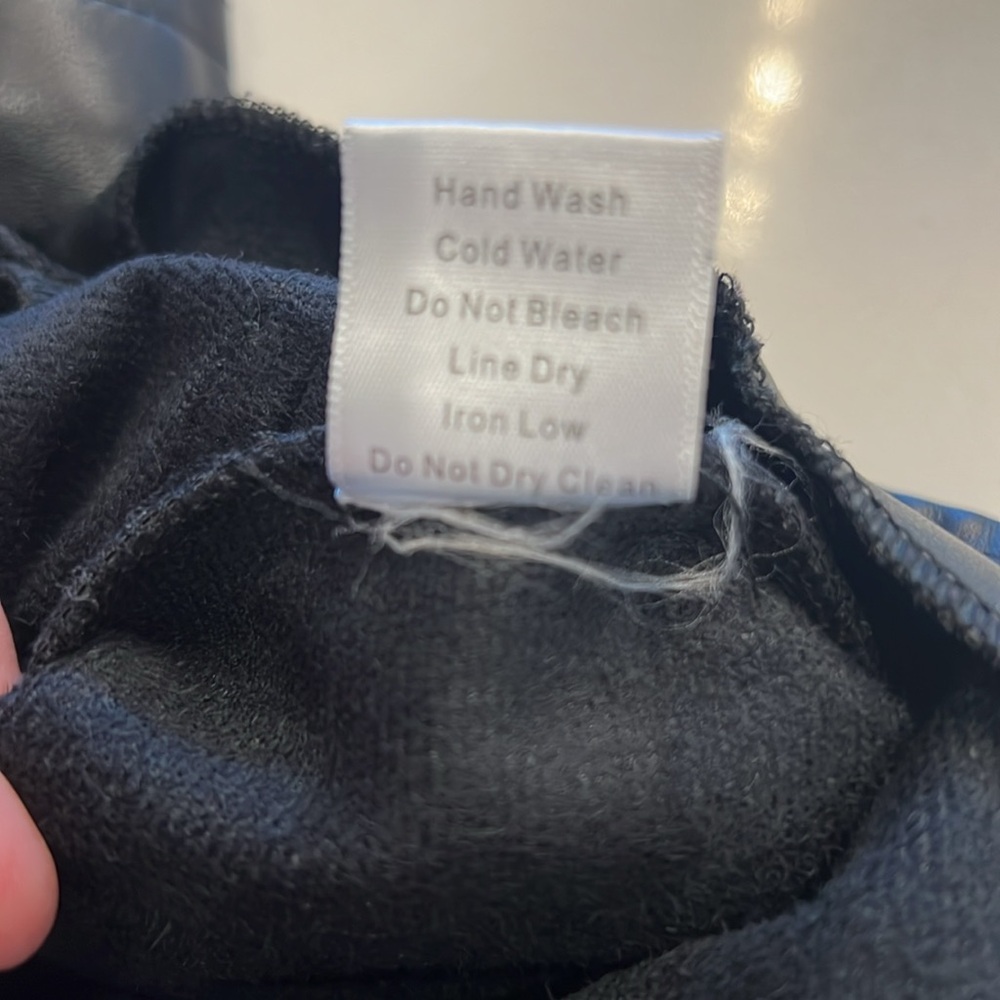 Hand Wash
Cold Water
Do Not Bleach
Line Dry
Iron Low
Do Not Dry Clean